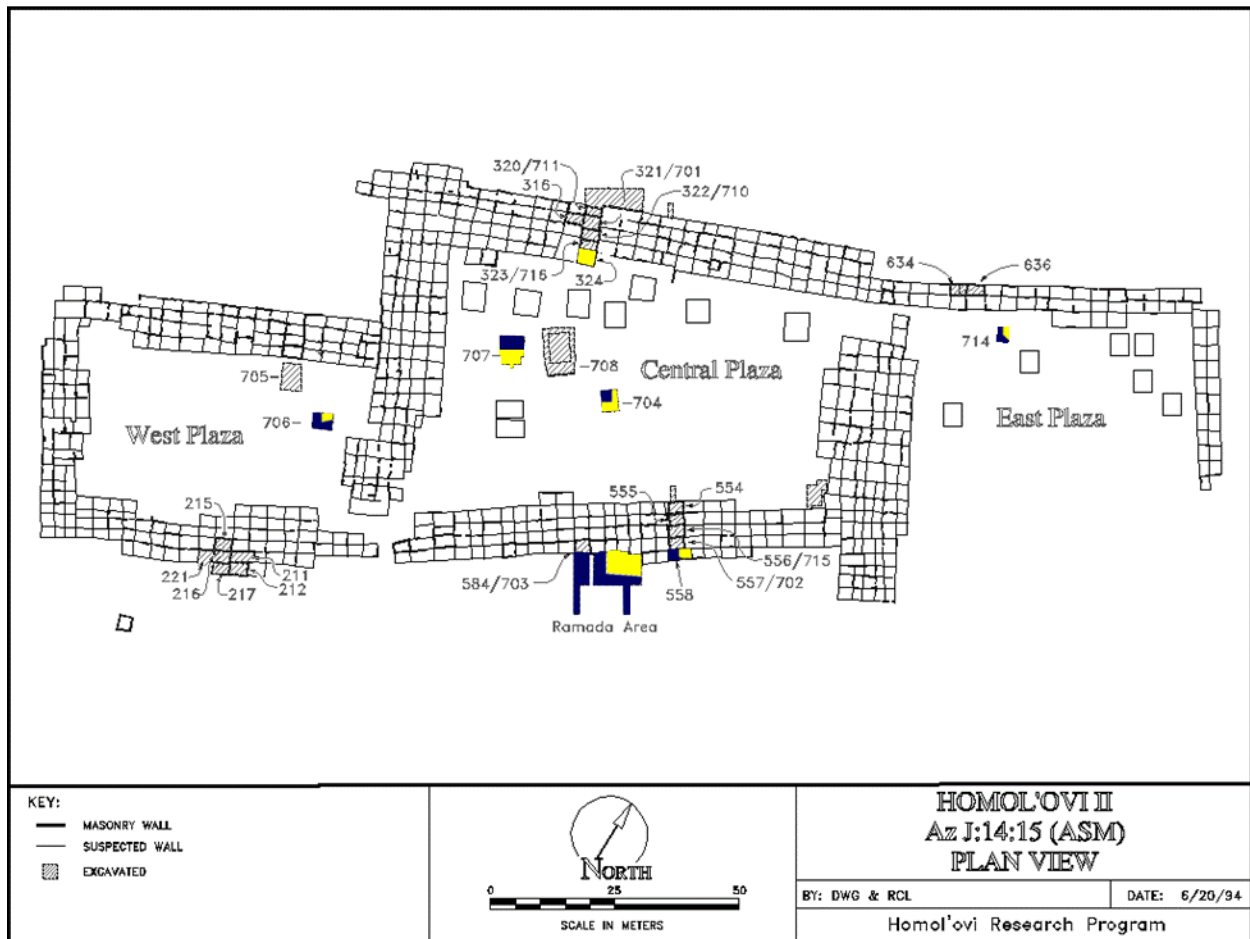 320/711
321/701
316
322/710
323/716
324
634
636
707
708
Central Plaza
714
705
704
706
West Plaza
East Plaza
215
555
554
221
211
216
212
217
584/703
556/715
557/702
558
Ramada Area
KEY:
MASONRY WALL
SUSPECTED WALL
EXCAVATED
NORTH
0 25 50
SCALE IN METERS
HOMOL'OVI II
Az J:14:15 (ASM)
PLAN VIEW
BY: DWG & RCL DATE: 6/20/94
Homol'ovi Research Program